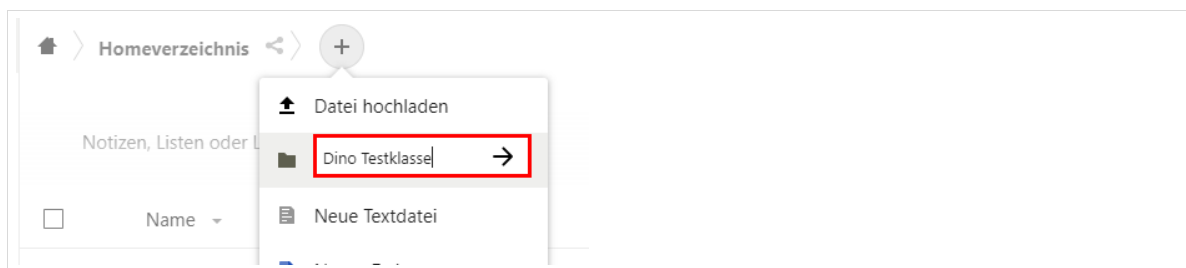 Homeverzeichnis
Datei hochladen
Notizen, Listen oder
Dino Testklasse
Name
Neue Textdatei